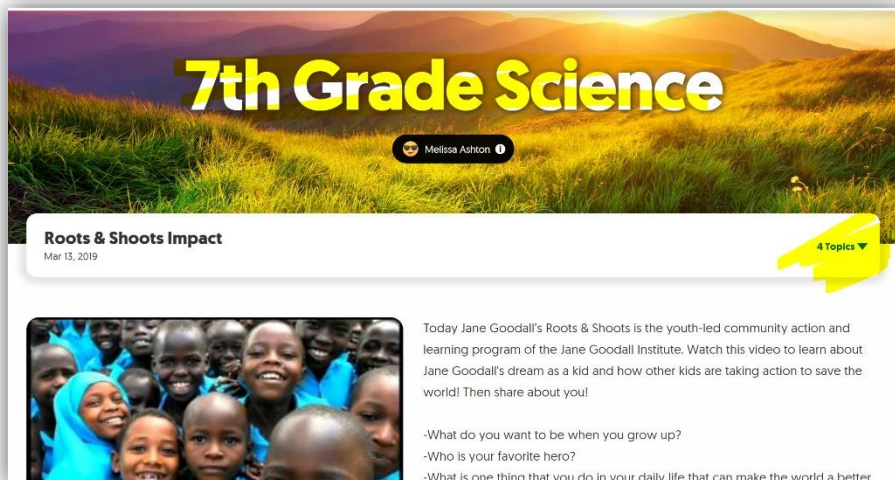 7th Grade Science
Melissa Ashton
Roots & Shoots Impact
Mar 13, 2019
4 Topics
Today Jane Goodall's Roots & Shoots is the youth-led community action and
learning program of the Jane Goodall Institute. Watch this video to learn about
Jane Goodall's dream as a kid and how other kids are taking action to save the
world! Then share about you!
-What do you want to be when you grow up?
-Who is your favorite hero?
-What is one thing that you do in your daily life that can make the world a better